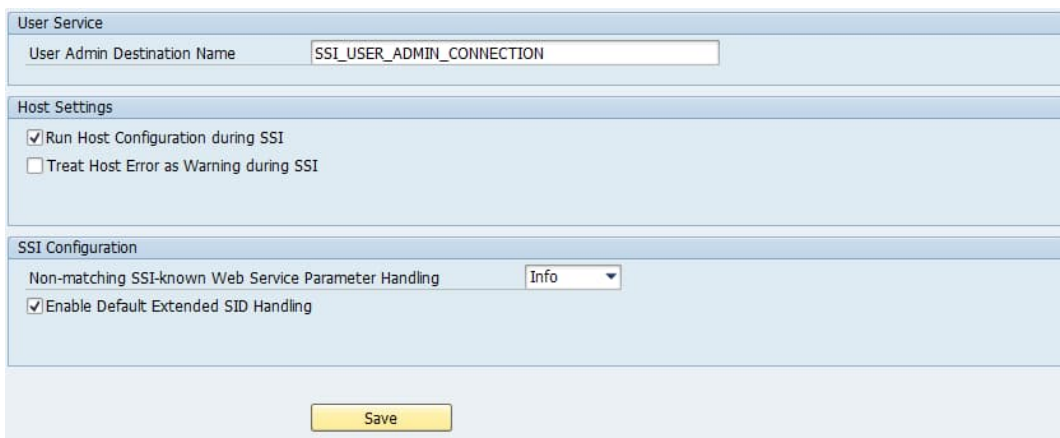 User Service
User Admin Destination Name SSI_USER_ADMIN_CONNECTION
Host Settings
Run Host Configuration during SSI
Treat Host Error as Warning during SSI
SSI Configuration
Non-matching SSI-known Web Service Parameter Handling Info
Enable Default Extended SID Handling
Save